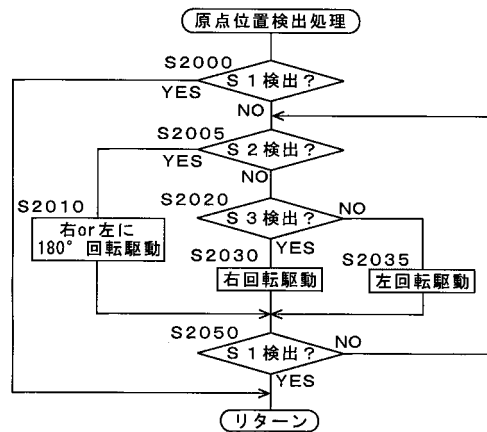 原点位置検出処理
S2000
S1検出?
YES
NO
S2005
S2検出?
YES
NO
S2010
右or左に
180°回転駆動
S2020
S3検出?
NO
YES
S2030
右回転駆動
S2035
左回転駆動
S2050
S1検出?
NO
YES
リターン